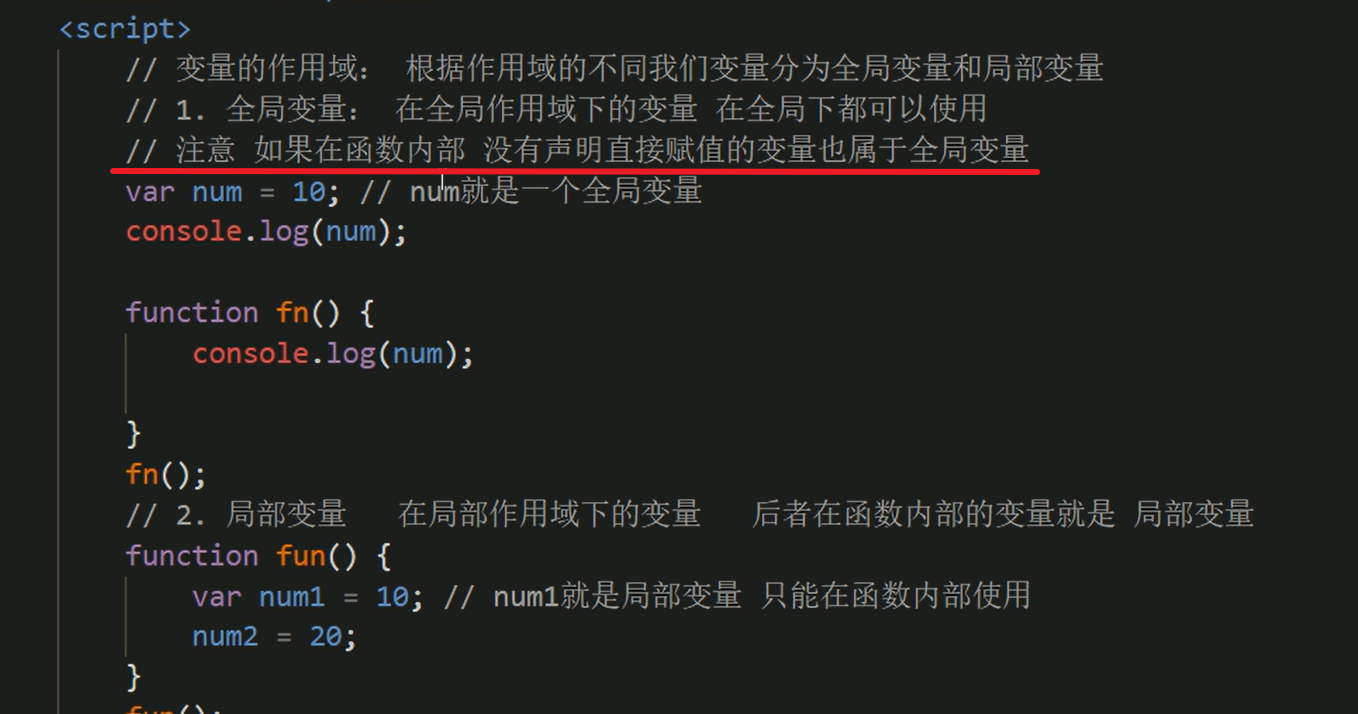 <script>
// 变量的作用域： 根据作用域的不同我们变量分为全局变量和局部变量
// 1. 全局变量： 在全局作用域下的变量 在全局下都可以使用
// 注意 如果在函数内部 没有声明直接赋值的变量也属于全局变量
var num = 10; // num就是一个全局变量
console.log(num);
function fn() {
console.log(num);
}
fn();
// 2. 局部变量 在局部作用域下的变量 后者在函数内部的变量就是 局部变量
function fun() {
var num1 = 10; // num1就是局部变量 只能在函数内部使用
num2 = 20;
}
fun();